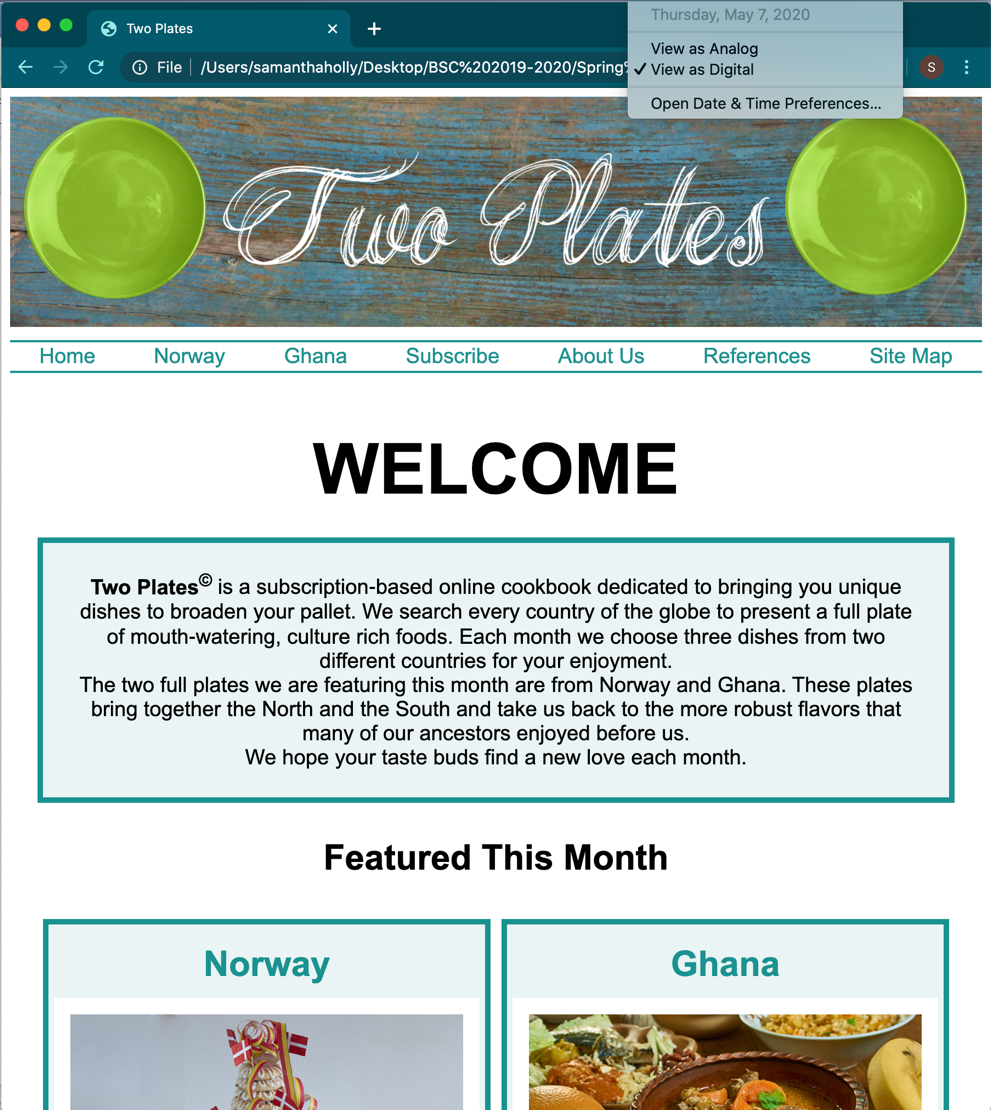 Two Plates
Thursday, May 7, 2020
View as Analog
✓ View as Digital
Open Date & Time Preferences...
File | /Users/samanthaholly/Desktop/BSC%202019-2020/Spring%
S
Two Plates
Home Norway Ghana Subscribe About Us References Site Map
WELCOME
Two Plates© is a subscription-based online cookbook dedicated to bringing you unique
dishes to broaden your pallet. We search every country of the globe to present a full plate
of mouth-watering, culture rich foods. Each month we choose three dishes from two
different countries for your enjoyment.
The two full plates we are featuring this month are from Norway and Ghana. These plates
bring together the North and the South and take us back to the more robust flavors that
many of our ancestors enjoyed before us.
We hope your taste buds find a new love each month.
Featured This Month
Norway
Ghana